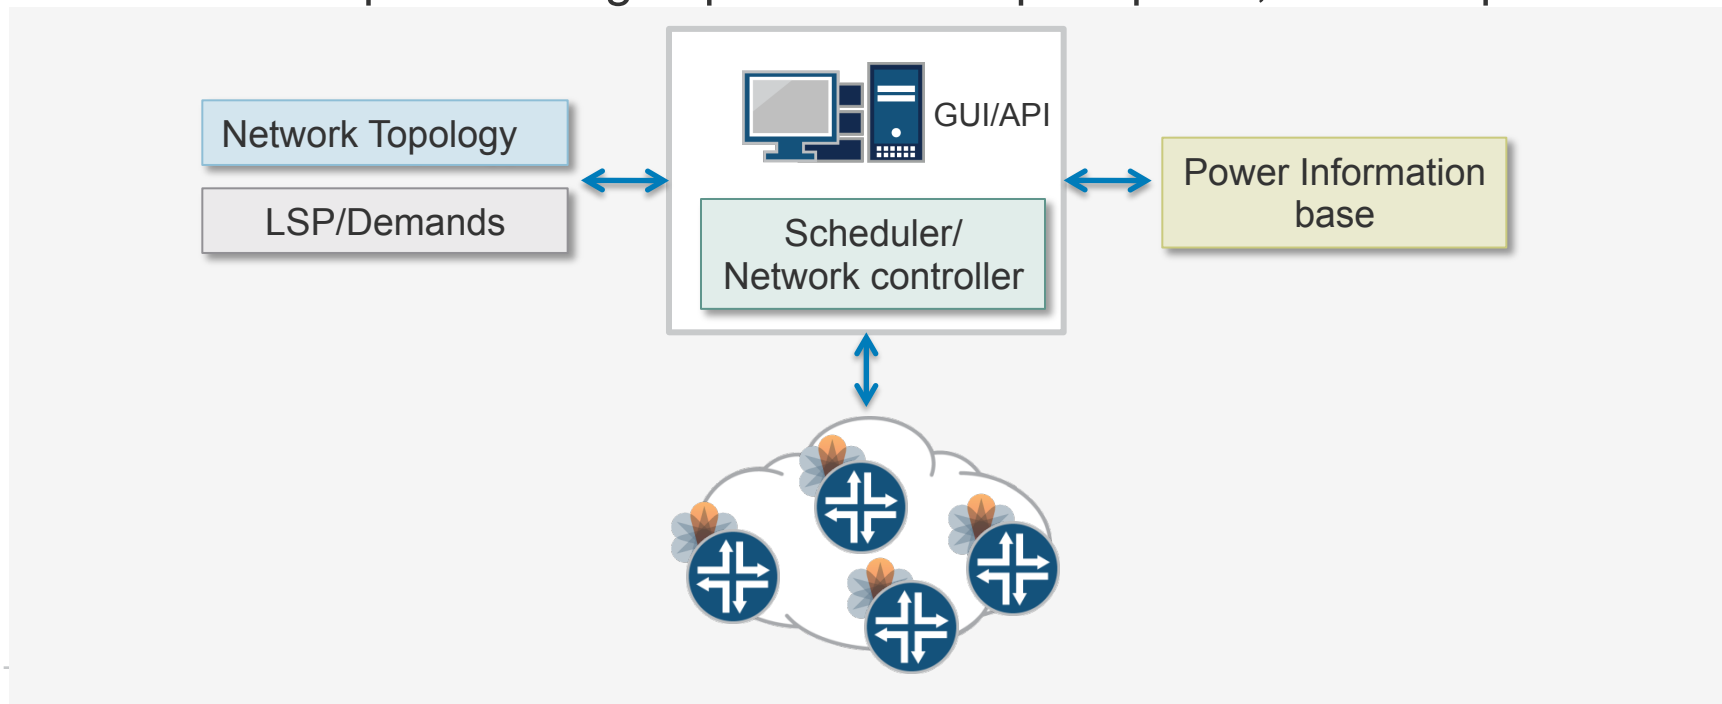 GUI/API
Network Topology
LSP/Demands
Scheduler/
Network controller
Power Information
base